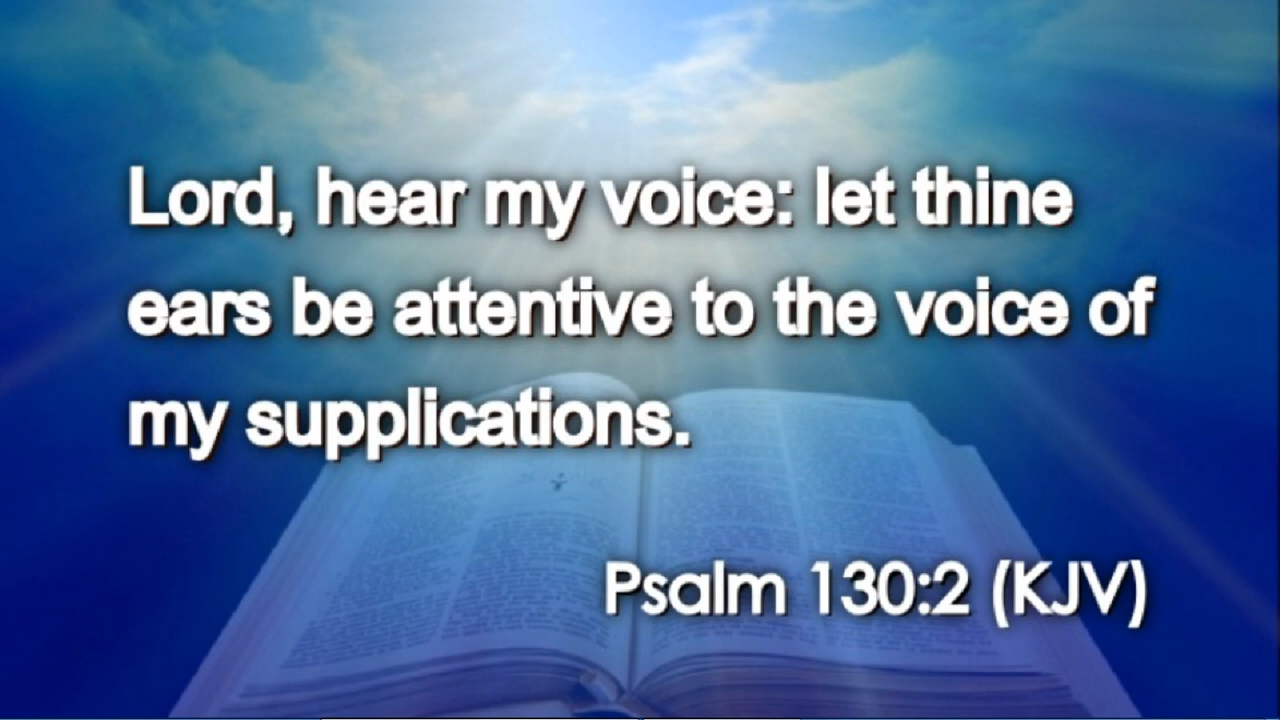 Lord, hear my voice: let thine
ears be attentive to the voice of
my supplications.
Psalm 130:2 (KJV)